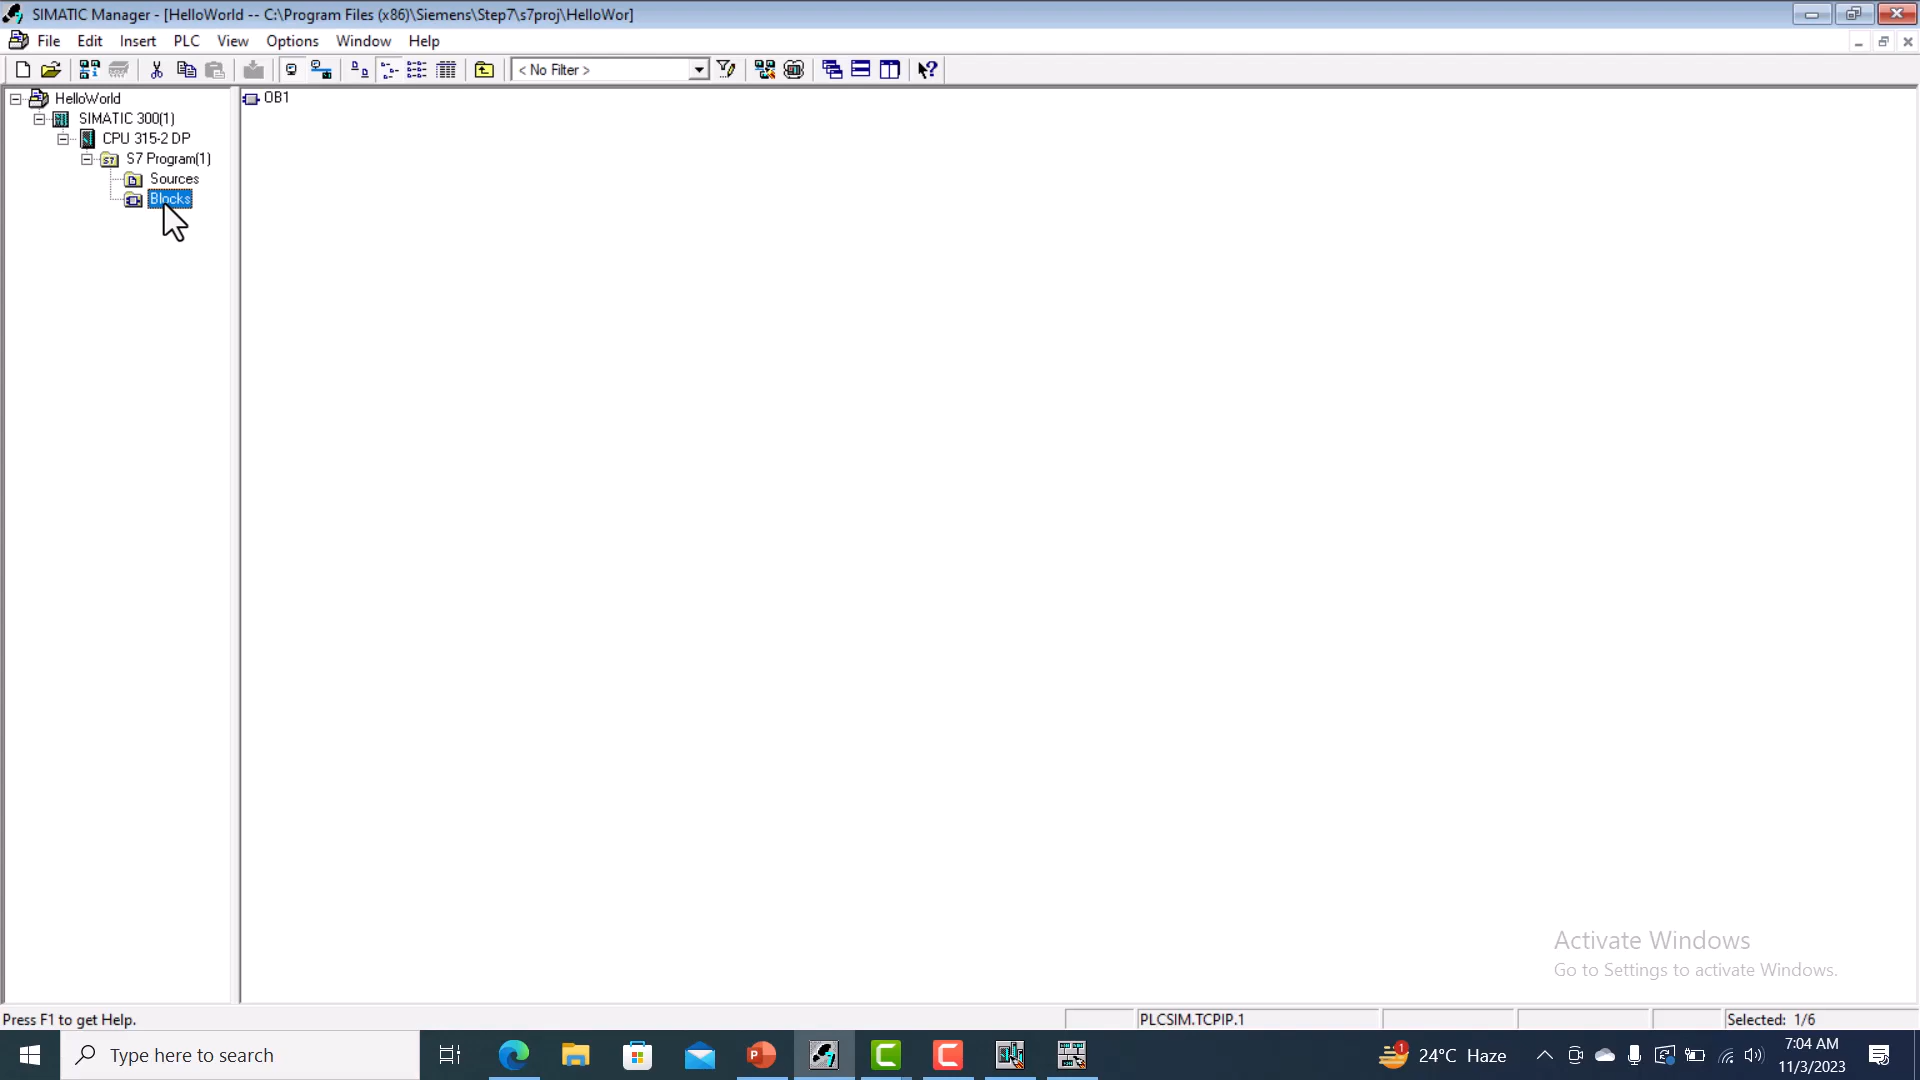 SIMATIC Manager - [HelloWorld -- C:\Program Files (x86)\Siemens\Step7\s7proj\HelloWor]
File Edit Insert PLC View Options Window Help
< No Filter >
HelloWorld
SIMATIC 300(1)
CPU 315-2 DP
S7 Program(1)
Sources
Blocks
OB1
Activate Windows
Go to Settings to activate Windows.
Press F1 to get Help.
PLCSIM.TCPIP.1
Selected: 1/6
Type here to search
24°C Haze
7:04 AM
11/3/2023